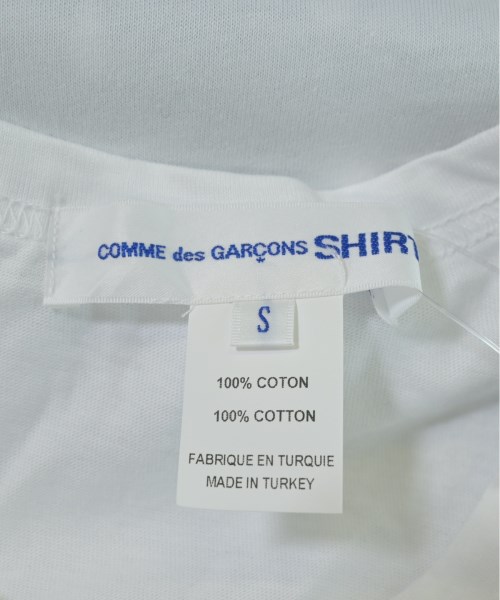 COMME des GARÇONS SHIRT
S
100% COTON
100% COTTON
FABRIQUE EN TURQUIE
MADE IN TURKEY